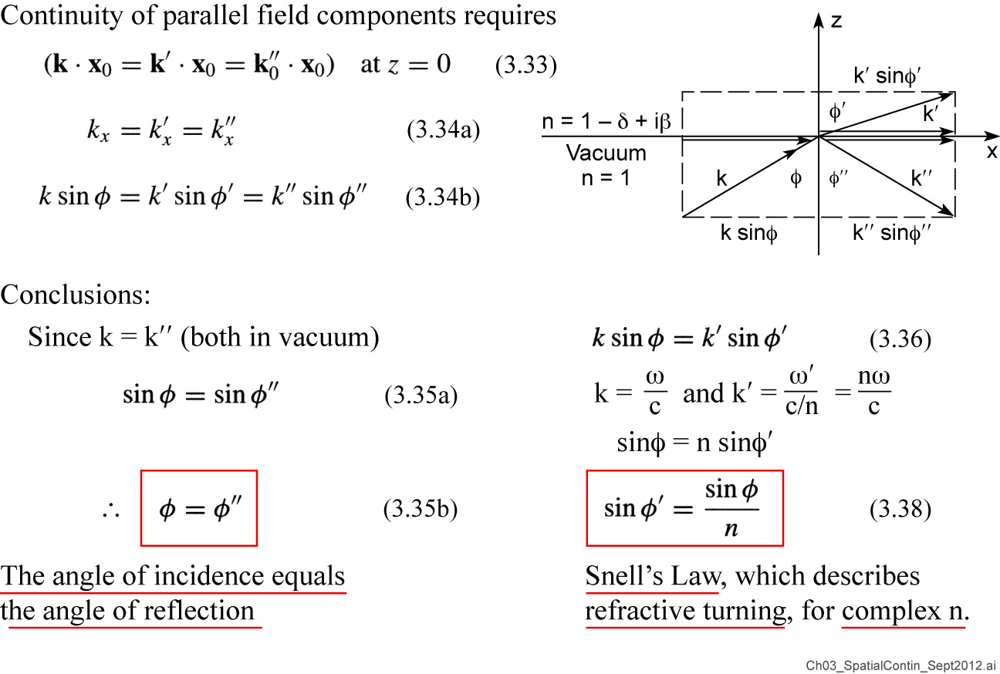 Continuity of parallel field components requires
(k · x₀ = k′ · x₀ = k₀″ · x₀) at z = 0 (3.33)
kₓ = k′ₓ = k″ₓ (3.34a)
k sin ϕ = k′ sin ϕ′ = k″ sin ϕ″ (3.34b)
z
k′ sinϕ′
ϕ′
k′
n = 1 – δ + iβ
Vacuum
n = 1
x
k
ϕ
ϕ″
k″
k sinϕ
k″ sinϕ″
Conclusions:
Since k = k″ (both in vacuum)
sin ϕ = sin ϕ″ (3.35a)
∴ ϕ = ϕ″ (3.35b)
The angle of incidence equals
the angle of reflection
k sin ϕ = k′ sin ϕ′ (3.36)
k = ω/c and k′ = ω′/c/n = nω/c
sinϕ = n sinϕ′
sin ϕ′ = sin ϕ/n (3.38)
Snell’s Law, which describes
refractive turning, for complex n.
Ch03_SpatialContin_Sept2012.ai